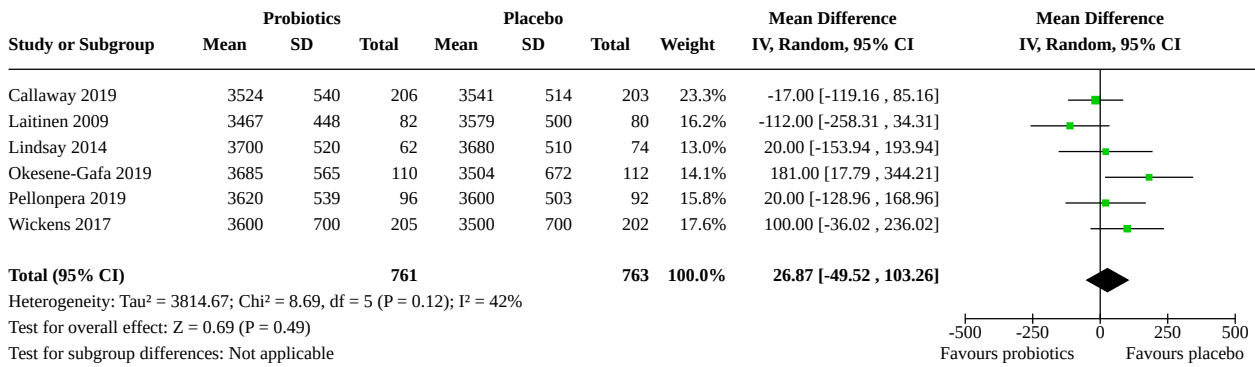 Probiotics Placebo Mean Difference Mean Difference
Study or Subgroup Mean SD Total Mean SD Total Weight IV, Random, 95% CI IV, Random, 95% CI
Callaway 2019 3524 540 206 3541 514 203 23.3% -17.00 [-119.16 , 85.16]
Laitinen 2009 3467 448 82 3579 500 80 16.2% -112.00 [-258.31 , 34.31]
Lindsay 2014 3700 520 62 3680 510 74 13.0% 20.00 [-153.94 , 193.94]
Okesene-Gafa 2019 3685 565 110 3504 672 112 14.1% 181.00 [17.79 , 344.21]
Pellonpera 2019 3620 539 96 3600 503 92 15.8% 20.00 [-128.96 , 168.96]
Wickens 2017 3600 700 205 3500 700 202 17.6% 100.00 [-36.02 , 236.02]
Total (95% CI) 761 763 100.0% 26.87 [-49.52 , 103.26]
Heterogeneity: Tau² = 3814.67; Chi² = 8.69, df = 5 (P = 0.12); I² = 42%
Test for overall effect: Z = 0.69 (P = 0.49)
-500 -250 0 250 500
Test for subgroup differences: Not applicable
Favours probiotics Favours placebo